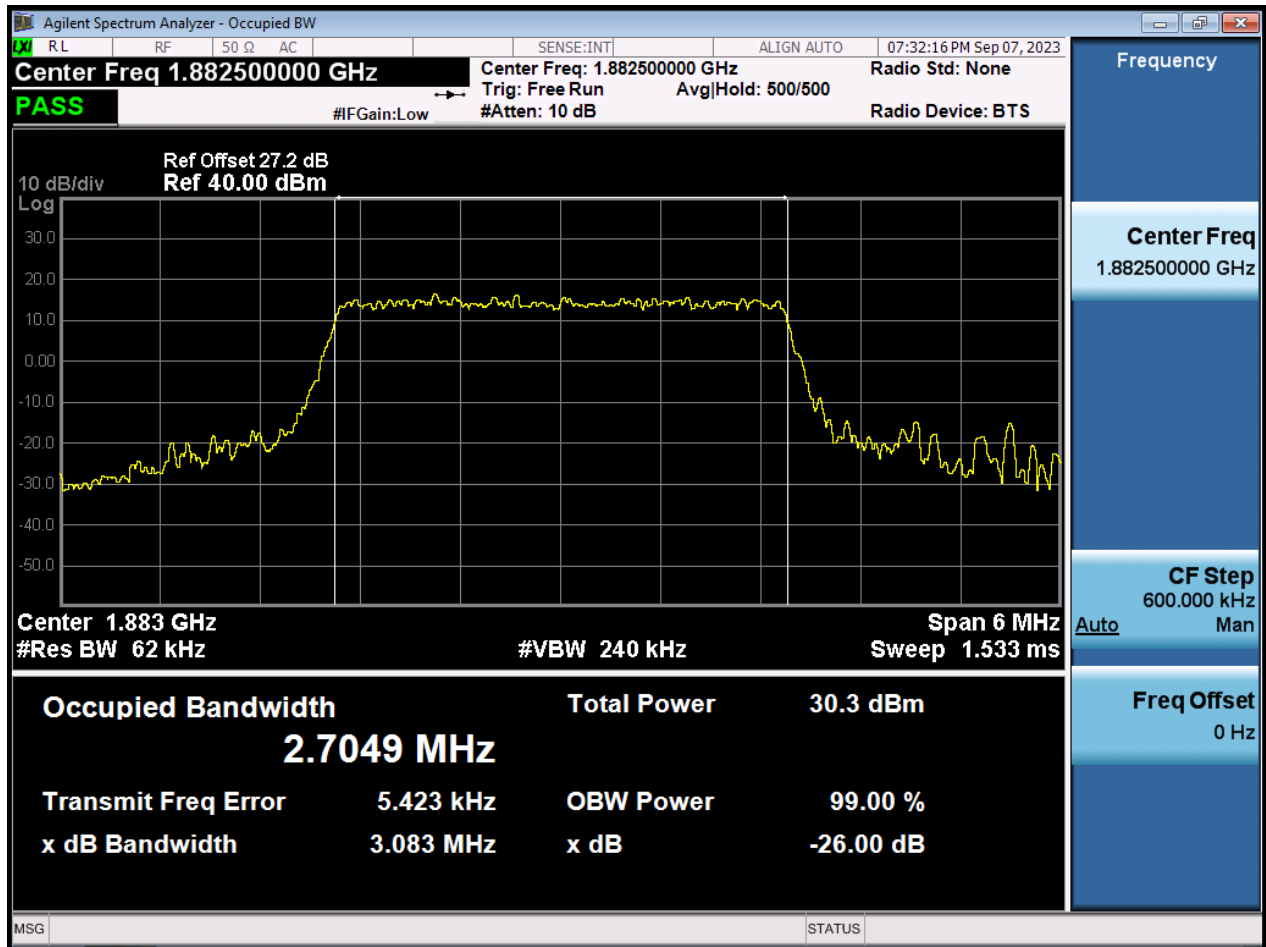 Agilent Spectrum Analyzer - Occupied BW
LXI RL RF 50 Ω AC SENSE:INT ALIGN AUTO 07:32:16 PM Sep 07, 2023
Center Freq 1.882500000 GHz
Center Freq: 1.882500000 GHz
Radio Std: None
Trig: Free Run Avg|Hold: 500/500
PASS
#IFGain:Low
#Atten: 10 dB
Radio Device: BTS
Ref Offset 27.2 dB
10 dB/div Ref 40.00 dBm
Log
30.0
20.0
10.0
0.00
-10.0
-20.0
-30.0
-40.0
-50.0
Center 1.883 GHz Span 6 MHz
#Res BW 62 kHz #VBW 240 kHz Sweep 1.533 ms
Occupied Bandwidth Total Power 30.3 dBm
2.7049 MHz
Transmit Freq Error 5.423 kHz OBW Power 99.00 %
x dB Bandwidth 3.083 MHz x dB -26.00 dB
MSG STATUS
Frequency
Center Freq
1.882500000 GHz
CF Step
600.000 kHz
Auto Man
Freq Offset
0 Hz